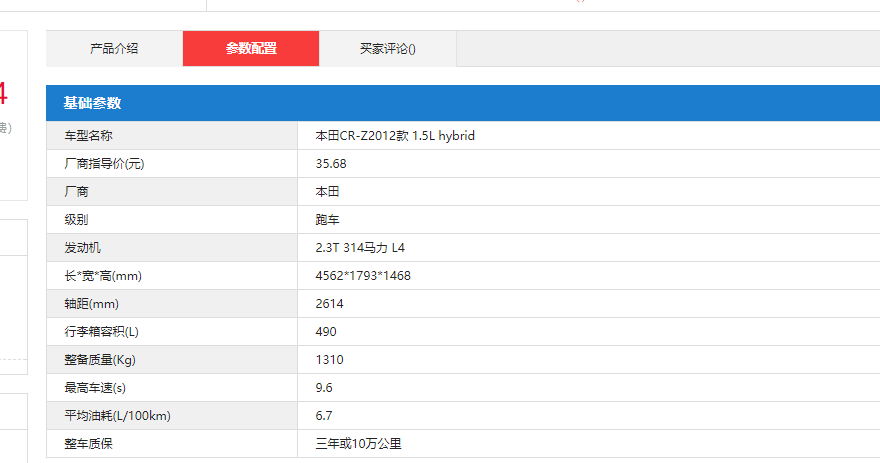 产品介绍 参数配置 买家评论()
基础参数
车型名称 本田CR-Z2012款 1.5L hybrid
厂商指导价(元) 35.68
厂商 本田
级别 跑车
发动机 2.3T 314马力 L4
长*宽*高(mm) 4562*1793*1468
轴距(mm) 2614
行李箱容积(L) 490
整备质量(Kg) 1310
最高车速(s) 9.6
平均油耗(L/100km) 6.7
整车质保 三年或10万公里